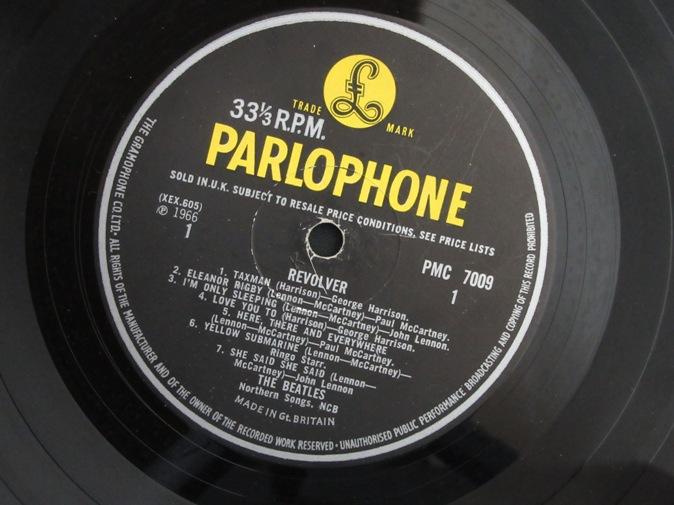 TRADE MARK
33⅓ R.P.M.
PARLOPHONE
SOLD IN U.K. SUBJECT TO RESALE PRICE CONDITIONS, SEE PRICE LISTS
(XEX.605)
Ⓟ 1966
1
PMC 7009
1
REVOLVER
1. TAXMAN (Harrison)—George Harrison.
2. ELEANOR RIGBY (Lennon—McCartney)—Paul McCartney.
3. I'M ONLY SLEEPING (Lennon—McCartney)—John Lennon.
4. LOVE YOU TO (Harrison)—George Harrison.
5. HERE, THERE AND EVERYWHERE
(Lennon—McCartney)—Paul McCartney.
6. YELLOW SUBMARINE (Lennon—McCartney)—
Ringo Starr.
7. SHE SAID SHE SAID (Lennon—
McCartney)—John Lennon
THE BEATLES
Northern Songs, NCB
MADE IN Gt. BRITAIN
THE GRAMOPHONE CO. LTD. · ALL RIGHTS OF THE MANUFACTURER AND OF THE OWNER OF THE RECORDED WORK RESERVED · UNAUTHORISED PUBLIC PERFORMANCE BROADCASTING AND COPYING OF THIS RECORD PROHIBITED